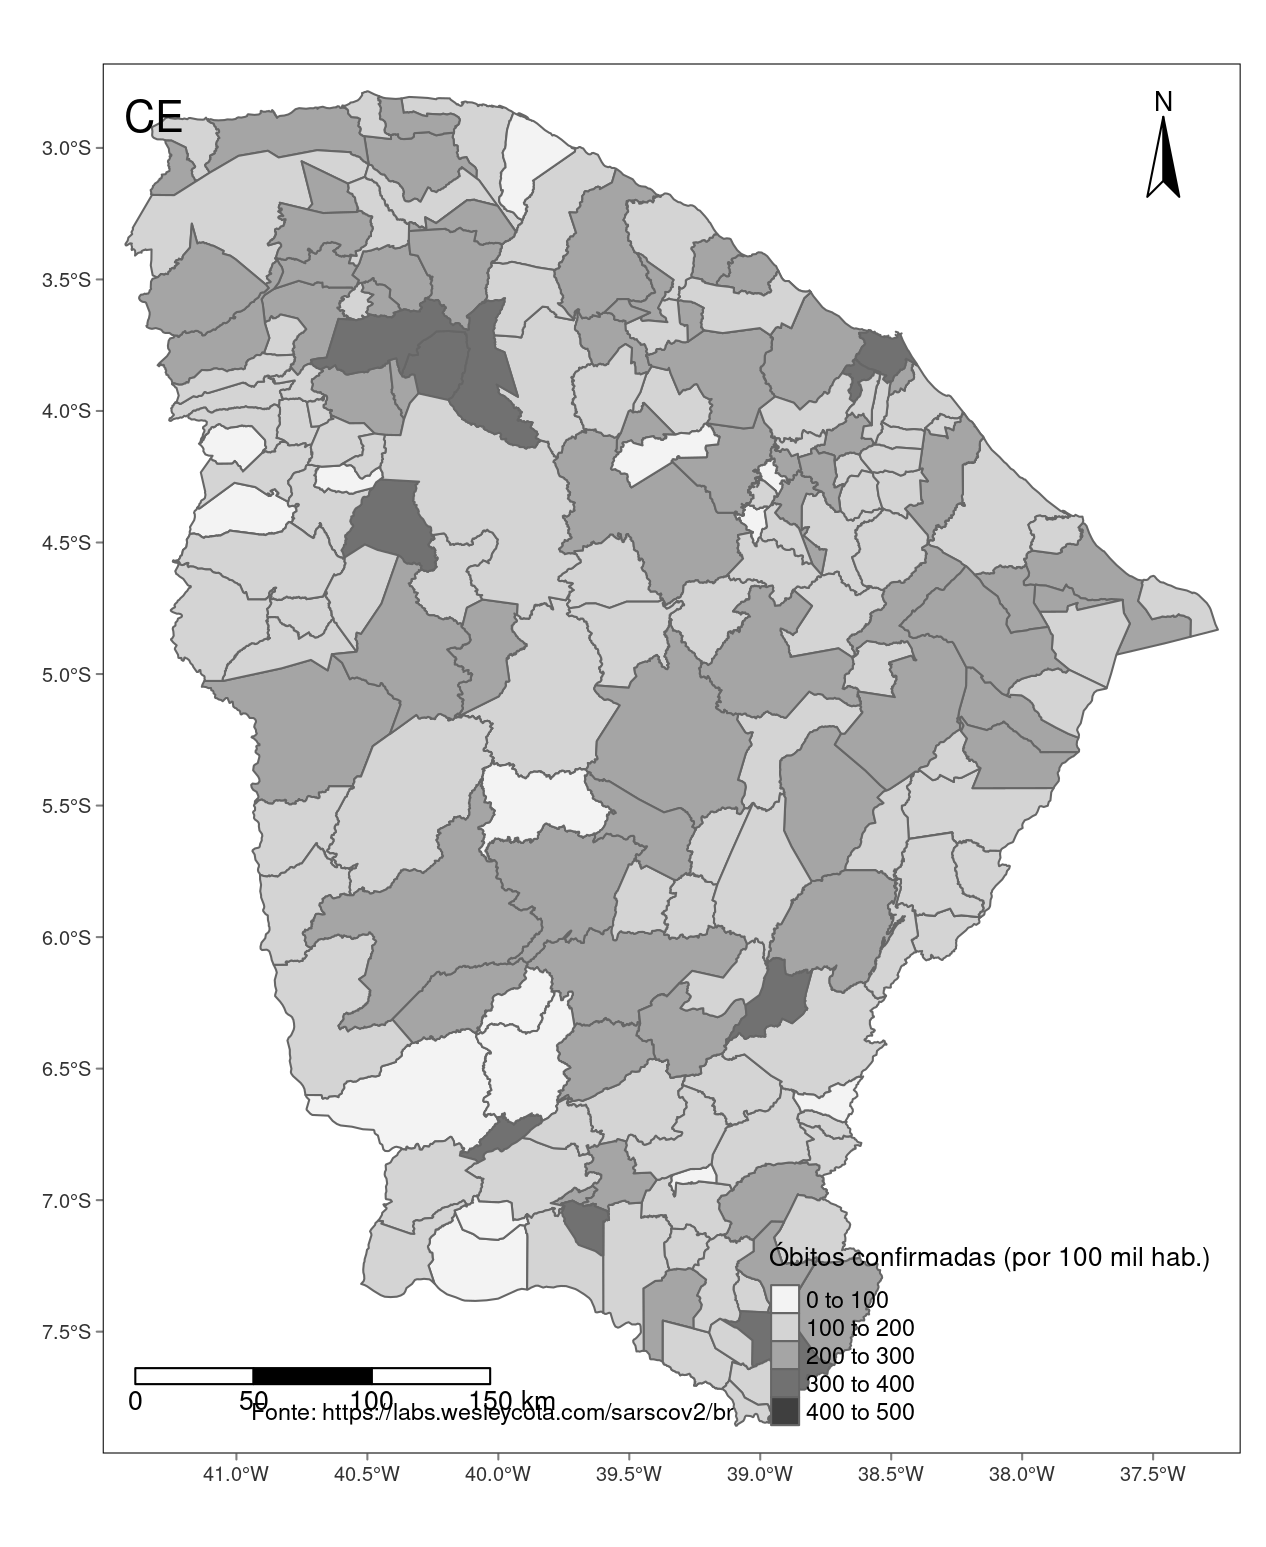 CE
N
3.0°S
3.5°S
4.0°S
4.5°S
5.0°S
5.5°S
6.0°S
6.5°S
7.0°S
7.5°S
Óbitos confirmadas (por 100 mil hab.)
0 to 100
100 to 200
200 to 300
300 to 400
400 to 500
0 50 100 150 km
Fonte: https://labs.wesleycota.com/sarscov2/br
41.0°W 40.5°W 40.0°W 39.5°W 39.0°W 38.5°W 38.0°W 37.5°W